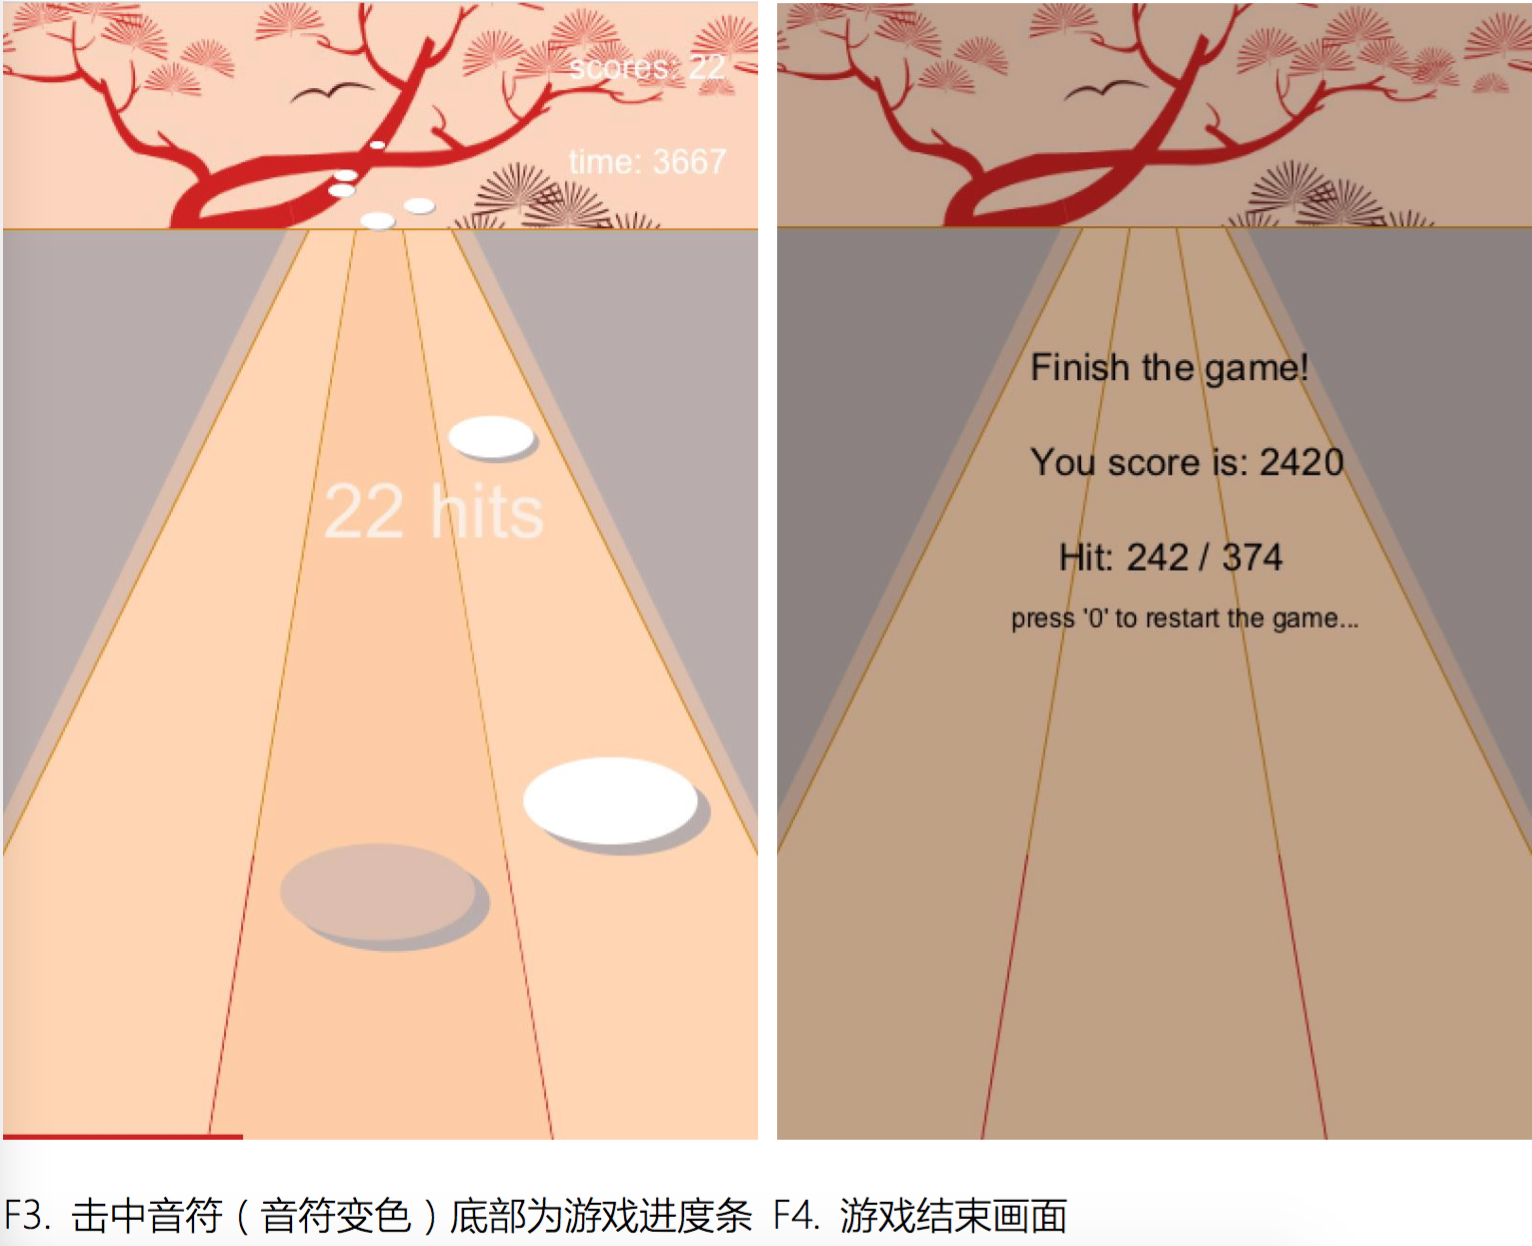 scores: 22
time: 3667
22 hits
Finish the game!
You score is: 2420
Hit: 242 / 374
press '0' to restart the game...
F3. 击中音符（音符变色）底部为游戏进度条
F4. 游戏结束画面